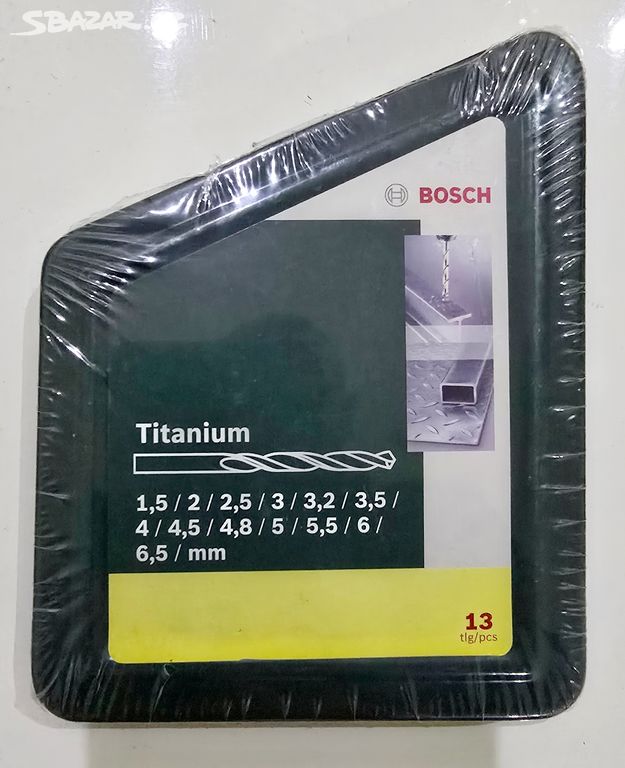 SBAZAR.CZ
BOSCH
Titanium
1,5 / 2 / 2,5 / 3 / 3,2 / 3,5 /
4 / 4,5 / 4,8 / 5 / 5,5 / 6 /
6,5 / mm
13
tlg/pcs